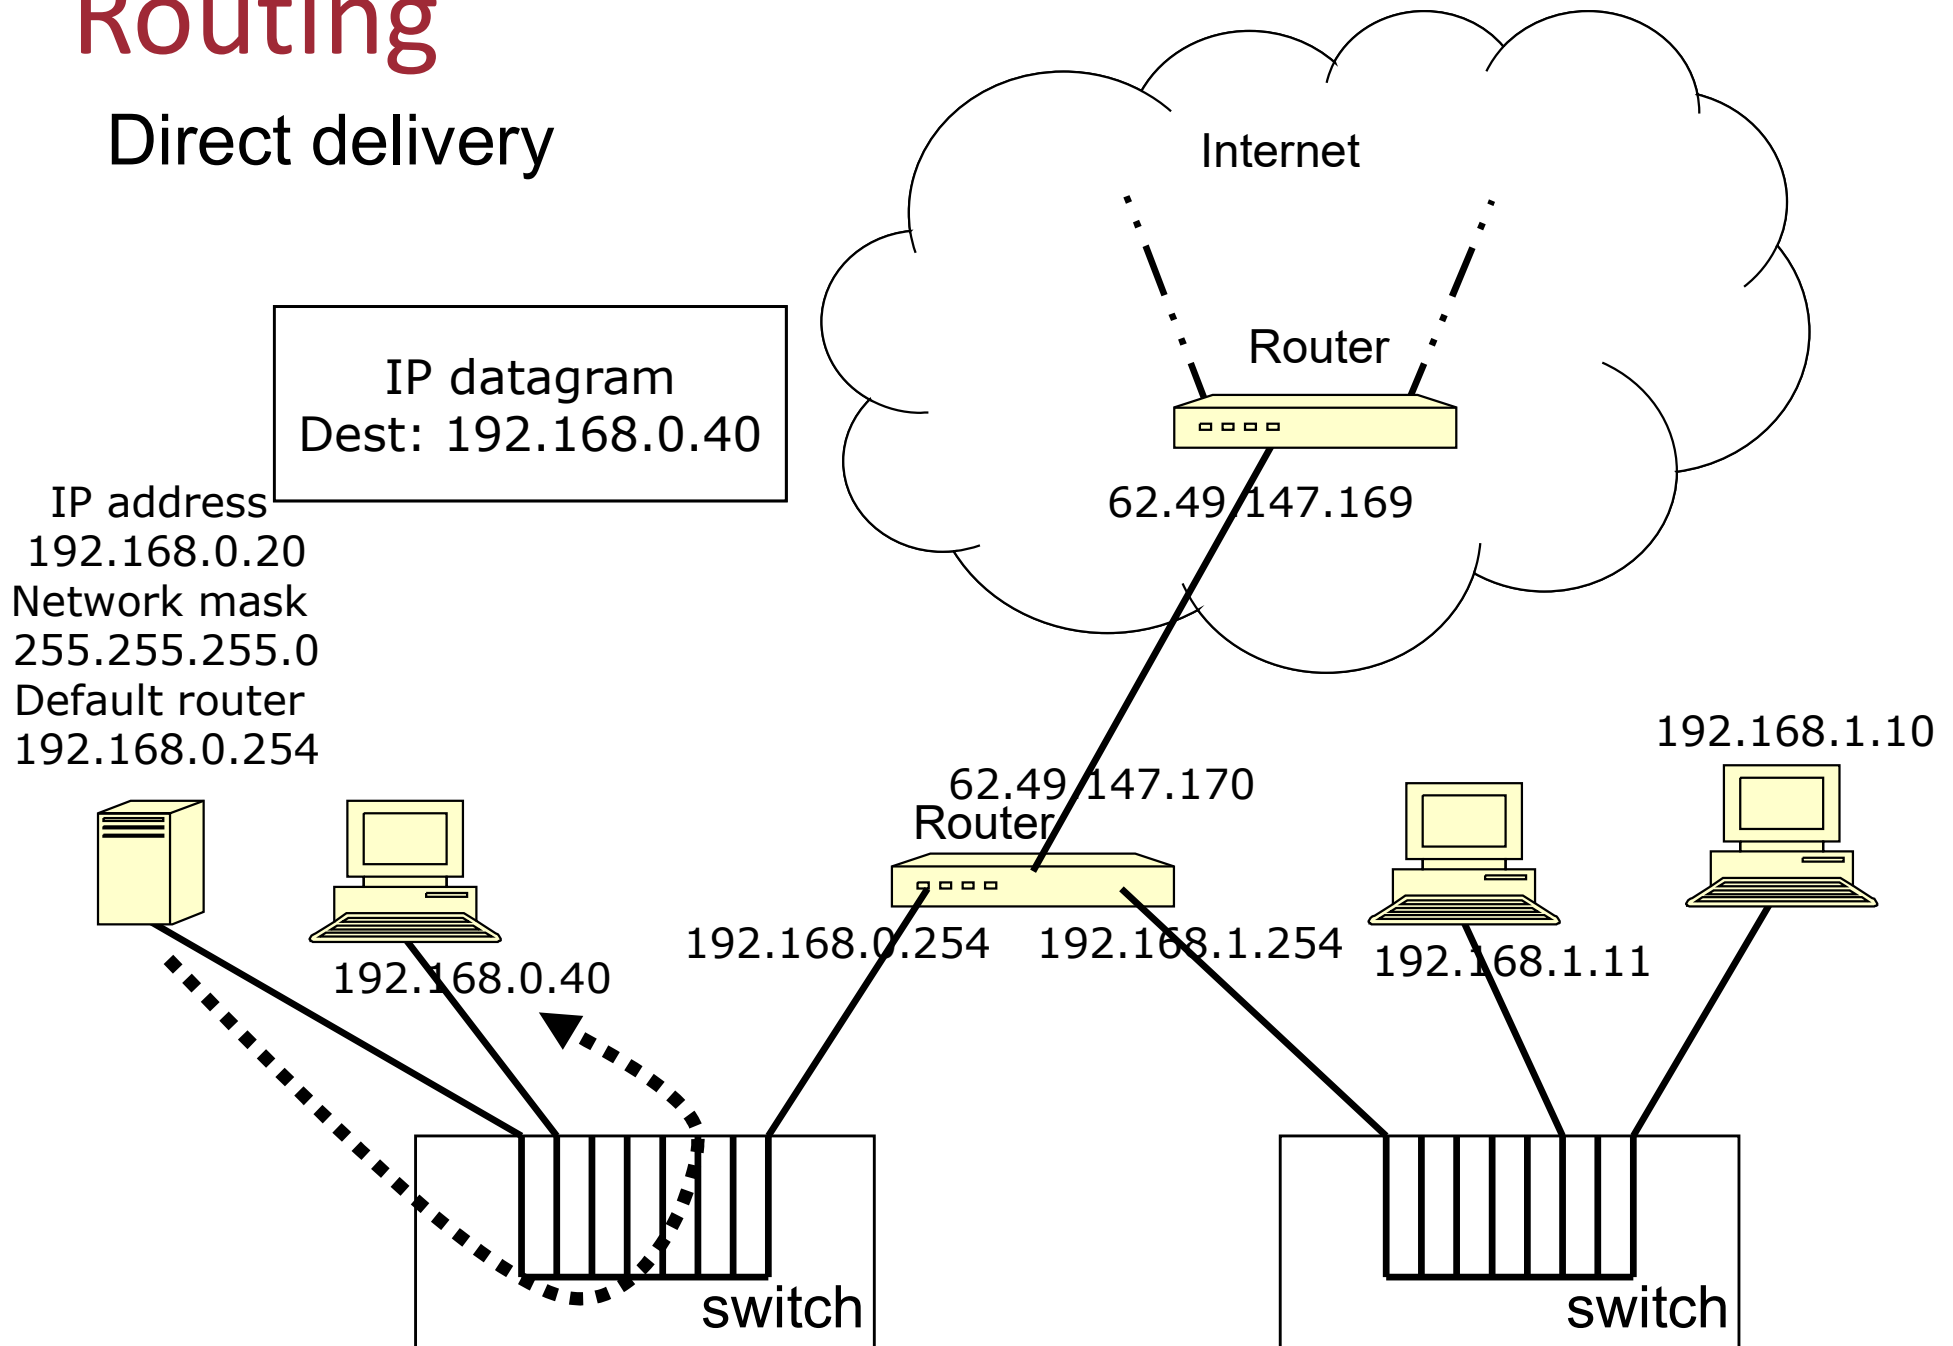 Routing
Direct delivery
Internet
Router
IP datagram
Dest: 192.168.0.40
62.49.147.169
IP address
192.168.0.20
Network mask
255.255.255.0
Default router
192.168.0.254
192.168.1.10
62.49.147.170
Router
192.168.0.254
192.168.1.254
192.168.1.11
192.168.0.40
switch
switch